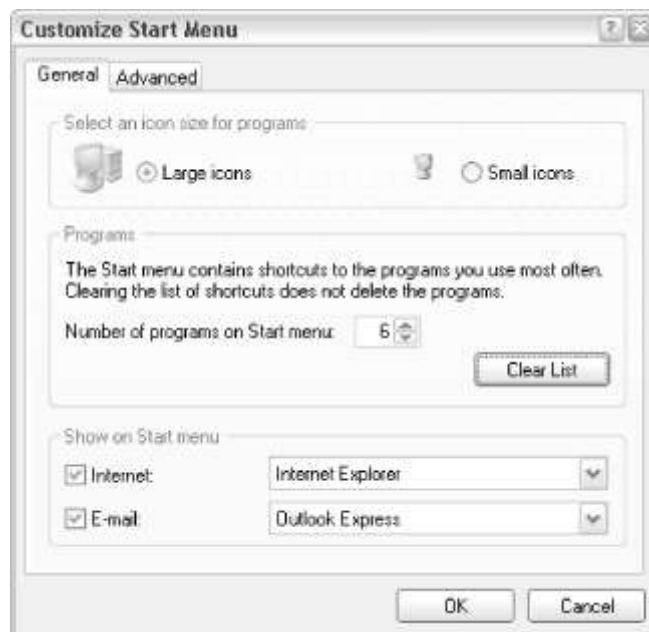 Customize Start Menu
General Advanced
Select an icon size for programs
Large icons Small icons
Programs
The Start menu contains shortcuts to the programs you use most often.
Clearing the list of shortcuts does not delete the programs.
Number of programs on Start menu: 6
Clear List
Show on Start menu
Internet: Internet Explorer
E-mail: Outlook Express
OK Cancel